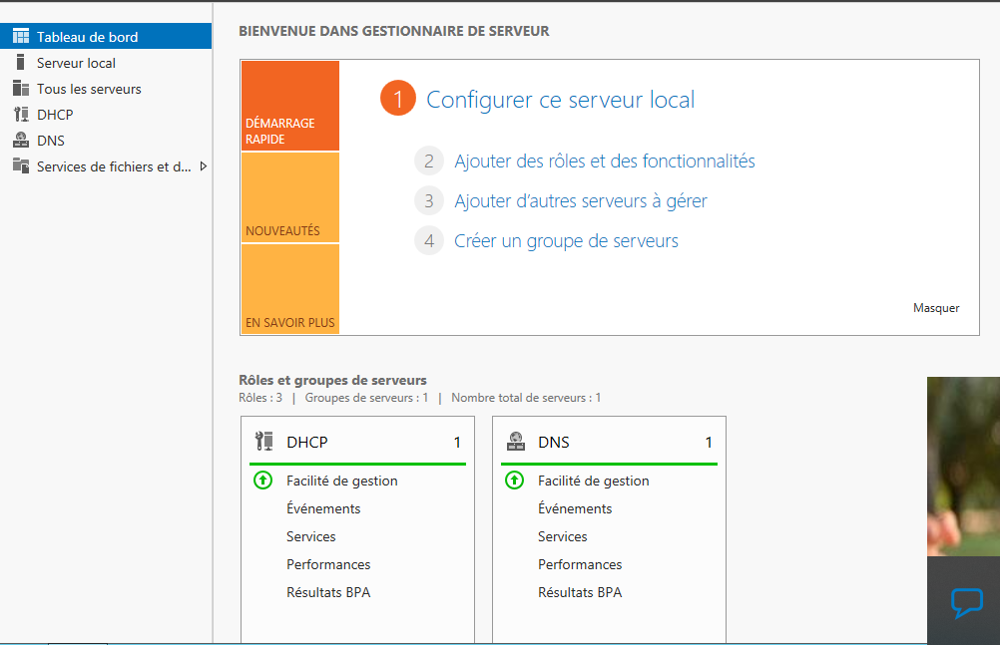 Tableau de bord
Serveur local
Tous les serveurs
DHCP
DNS
Services de fichiers et d...
BIENVENUE DANS GESTIONNAIRE DE SERVEUR
DÉMARRAGE
RAPIDE
NOUVEAUTÉS
EN SAVOIR PLUS
1 Configurer ce serveur local
2 Ajouter des rôles et des fonctionnalités
3 Ajouter d'autres serveurs à gérer
4 Créer un groupe de serveurs
Masquer
Rôles et groupes de serveurs
Rôles : 3 | Groupes de serveurs : 1 | Nombre total de serveurs : 1
DHCP 1
Facilité de gestion
Événements
Services
Performances
Résultats BPA
DNS 1
Facilité de gestion
Événements
Services
Performances
Résultats BPA